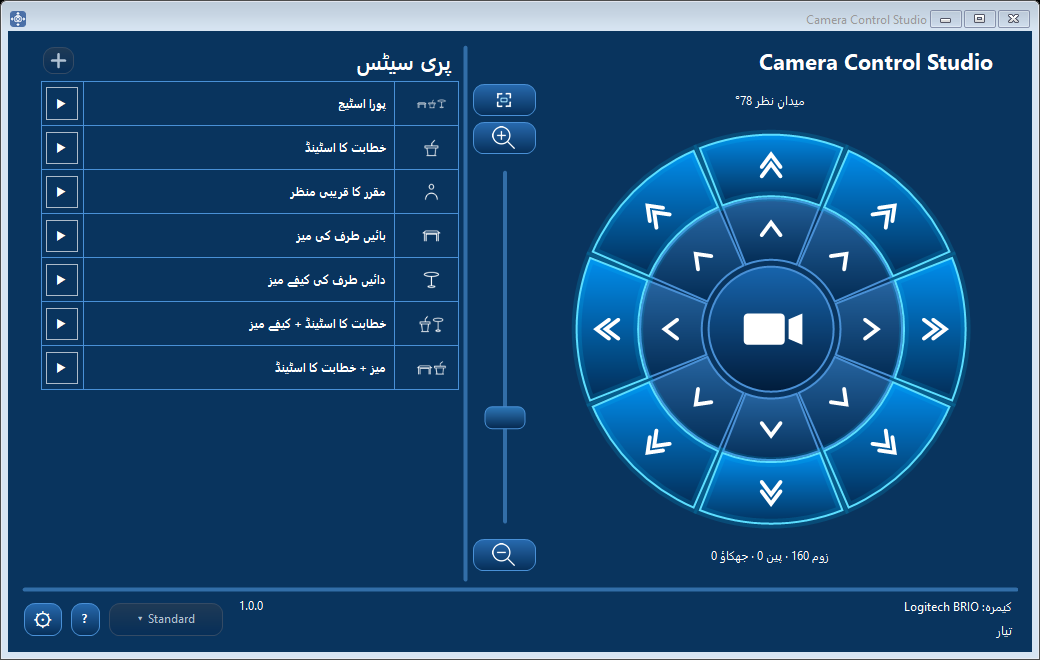 Camera Control Studio
Camera Control Studio
میدان نظر 78°
پری سیٹس
پورا اسٹیج
خطابت کا اسٹینڈ
مقرر کا قریبی منظر
بائیں طرف کی میز
دائیں طرف کی کیفے میز
خطابت کا اسٹینڈ + کیفے میز
میز + خطابت کا اسٹینڈ
زوم 160 · پین 0 · جھکاؤ 0
کیمرہ: Logitech BRIO
تیار
1.0.0
Standard
?